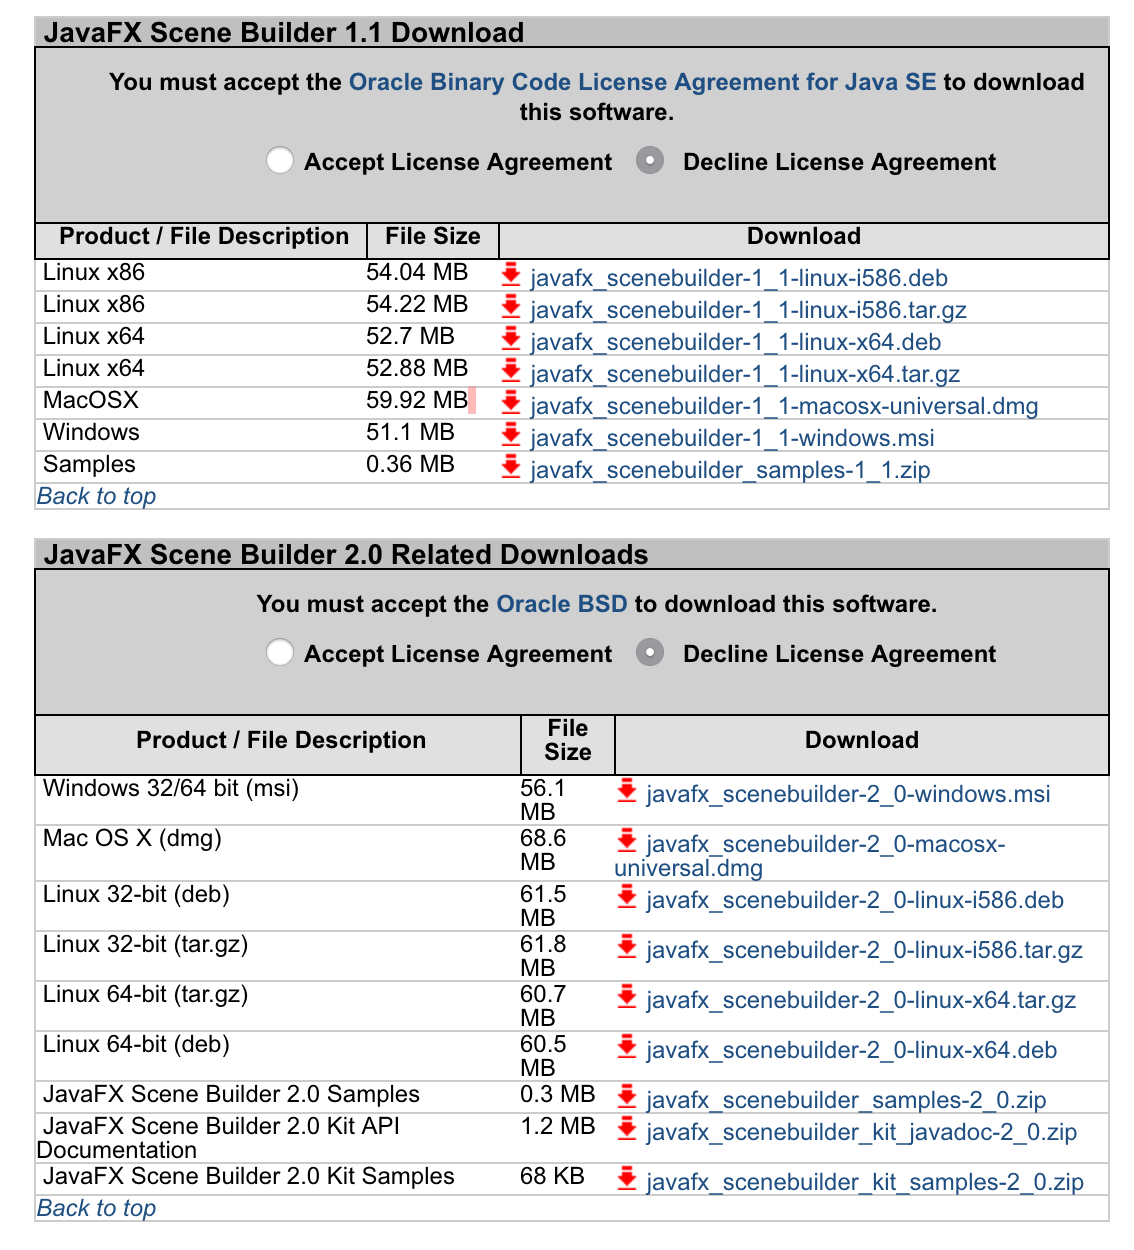 JavaFX Scene Builder 1.1 Download
You must accept the Oracle Binary Code License Agreement for Java SE to download
this software.
Accept License Agreement Decline License Agreement
Product / File Description File Size Download
Linux x86 54.04 MB javafx_scenebuilder-1_1-linux-i586.deb
Linux x86 54.22 MB javafx_scenebuilder-1_1-linux-i586.tar.gz
Linux x64 52.7 MB javafx_scenebuilder-1_1-linux-x64.deb
Linux x64 52.88 MB javafx_scenebuilder-1_1-linux-x64.tar.gz
MacOSX 59.92 MB javafx_scenebuilder-1_1-macosx-universal.dmg
Windows 51.1 MB javafx_scenebuilder-1_1-windows.msi
Samples 0.36 MB javafx_scenebuilder_samples-1_1.zip
Back to top
JavaFX Scene Builder 2.0 Related Downloads
You must accept the Oracle BSD to download this software.
Accept License Agreement Decline License Agreement
Product / File Description File
Size Download
Windows 32/64 bit (msi) 56.1
MB javafx_scenebuilder-2_0-windows.msi
Mac OS X (dmg) 68.6
MB javafx_scenebuilder-2_0-macosx-
universal.dmg
Linux 32-bit (deb) 61.5
MB javafx_scenebuilder-2_0-linux-i586.deb
Linux 32-bit (tar.gz) 61.8
MB javafx_scenebuilder-2_0-linux-i586.tar.gz
Linux 64-bit (tar.gz) 60.7
MB javafx_scenebuilder-2_0-linux-x64.tar.gz
Linux 64-bit (deb) 60.5
MB javafx_scenebuilder-2_0-linux-x64.deb
JavaFX Scene Builder 2.0 Samples 0.3 MB javafx_scenebuilder_samples-2_0.zip
JavaFX Scene Builder 2.0 Kit API
Documentation 1.2 MB javafx_scenebuilder_kit_javadoc-2_0.zip
JavaFX Scene Builder 2.0 Kit Samples 68 KB javafx_scenebuilder_kit_samples-2_0.zip
Back to top